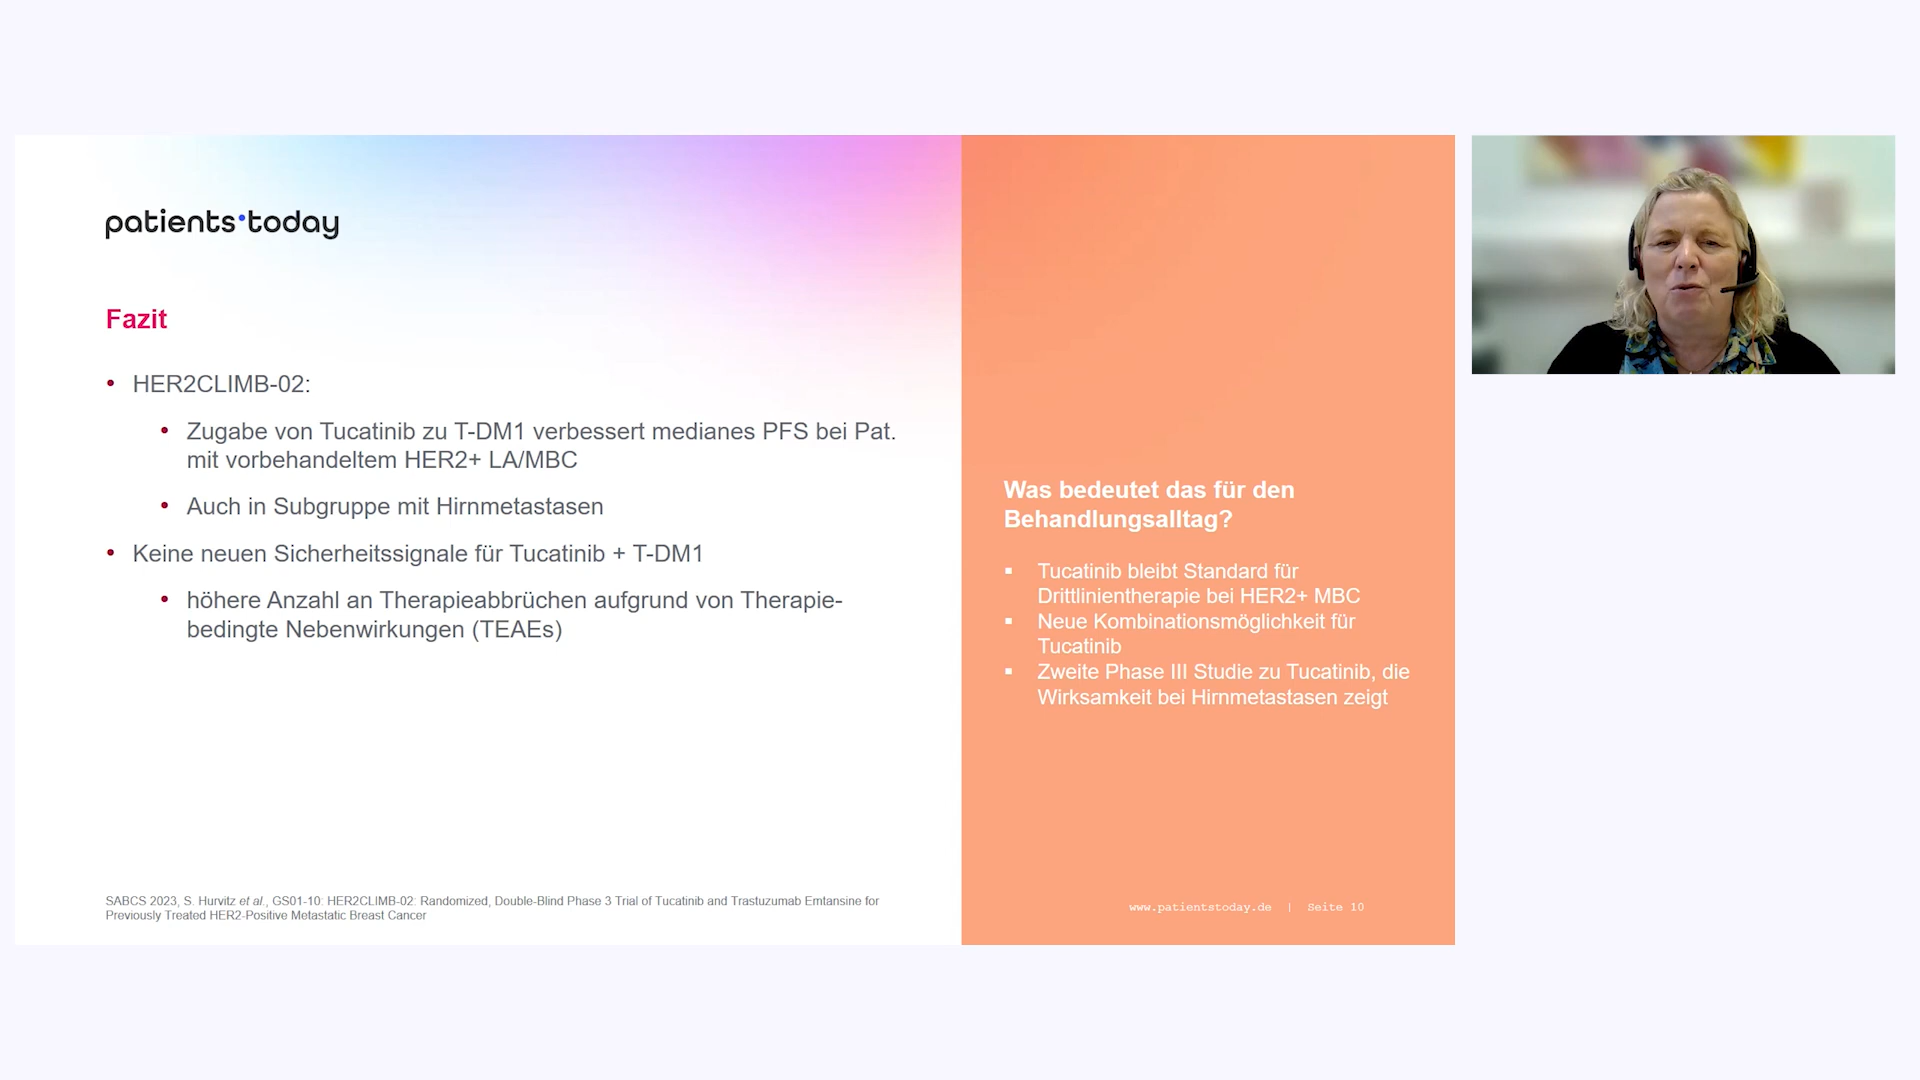 patients•today
Fazit
• HER2CLIMB-02:
• Zugabe von Tucatinib zu T-DM1 verbessert medianes PFS bei Pat.
mit vorbehandeltem HER2+ LA/MBC
• Auch in Subgruppe mit Hirnmetastasen
• Keine neuen Sicherheitssignale für Tucatinib + T-DM1
• höhere Anzahl an Therapieabbrüchen aufgrund von Therapie-
bedingte Nebenwirkungen (TEAEs)
SABCS 2023, S. Hurvitz et al., GS01-10: HER2CLIMB-02: Randomized, Double-Blind Phase 3 Trial of Tucatinib and Trastuzumab Emtansine for
Previously Treated HER2-Positive Metastatic Breast Cancer
Was bedeutet das für den
Behandlungsalltag?
▪ Tucatinib bleibt Standard für
Drittlinientherapie bei HER2+ MBC
▪ Neue Kombinationsmöglichkeit für
Tucatinib
▪ Zweite Phase III Studie zu Tucatinib, die
Wirksamkeit bei Hirnmetastasen zeigt
www.patientstoday.de | Seite 10